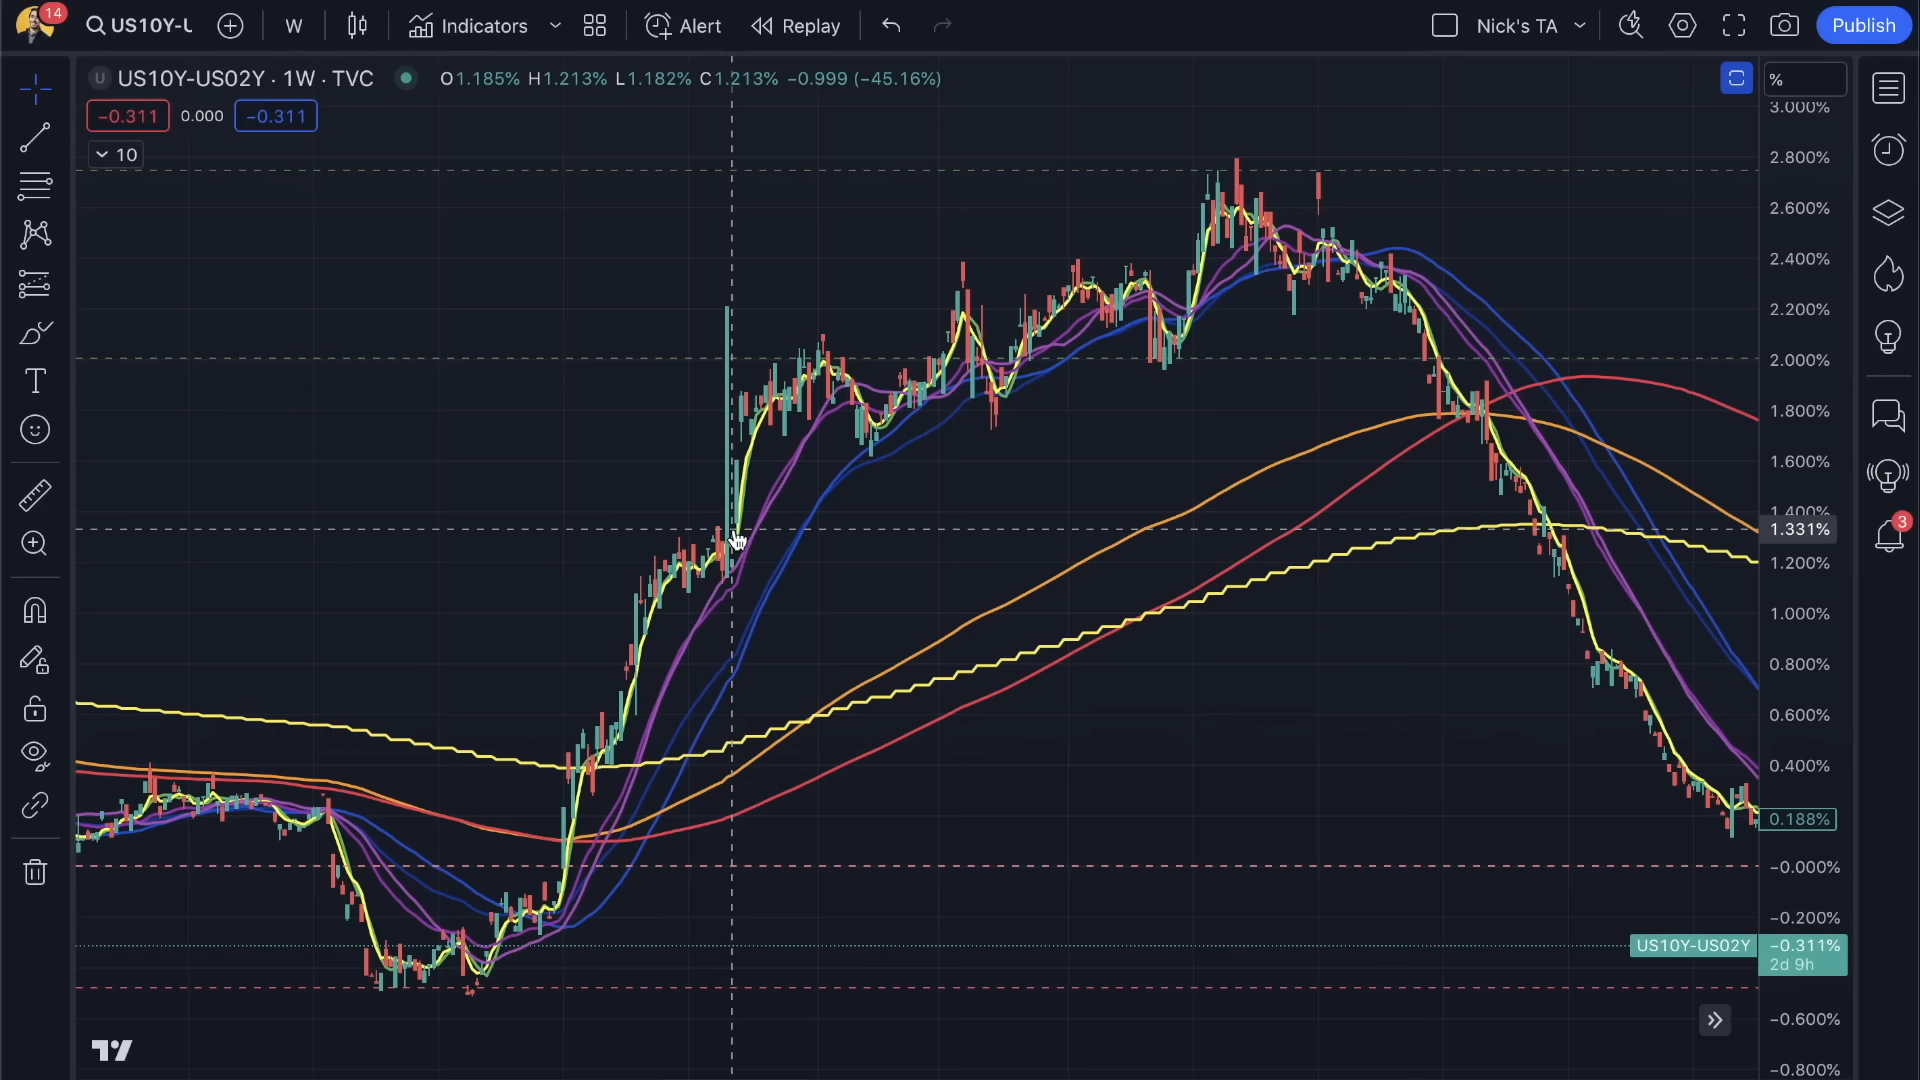 14
US10Y-U
W
Indicators
Alert
Replay
Nick's TA
Publish
U US10Y-US02Y · 1W · TVC O1.185% H1.213% L1.182% C1.213% −0.999 (−45.16%)
−0.311 0.000 −0.311
10
%
3.000%
2.800%
2.600%
2.400%
2.200%
2.000%
1.800%
1.600%
1.400%
1.331%
1.200%
1.000%
0.800%
0.600%
0.400%
0.188%
−0.000%
−0.200%
US10Y-US02Y −0.311%
2d 9h
−0.600%
−0.800%
3